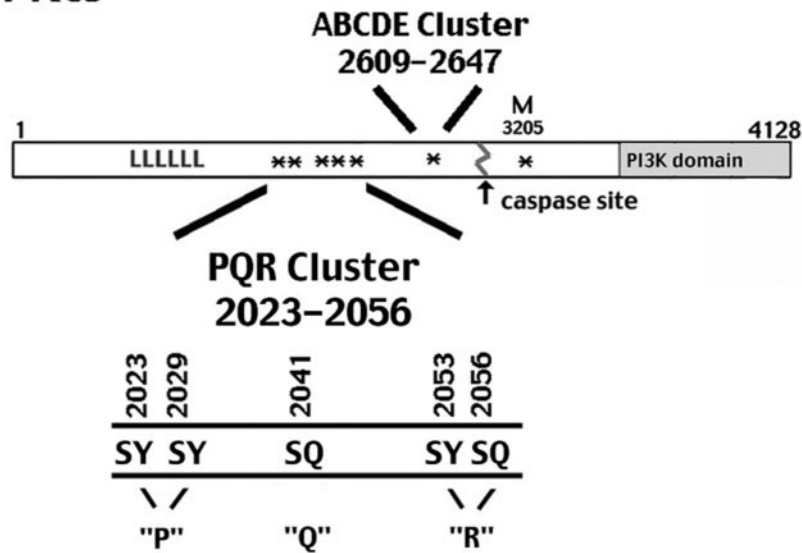 ABCDE Cluster
2609–2647
M
3205
1
4128
LLLLLL
** *** *
*
PI3K domain
caspase site
PQR Cluster
2023–2056
2023 2029 2041 2053 2056
SY SY SQ SY SQ
"P" "Q" "R"